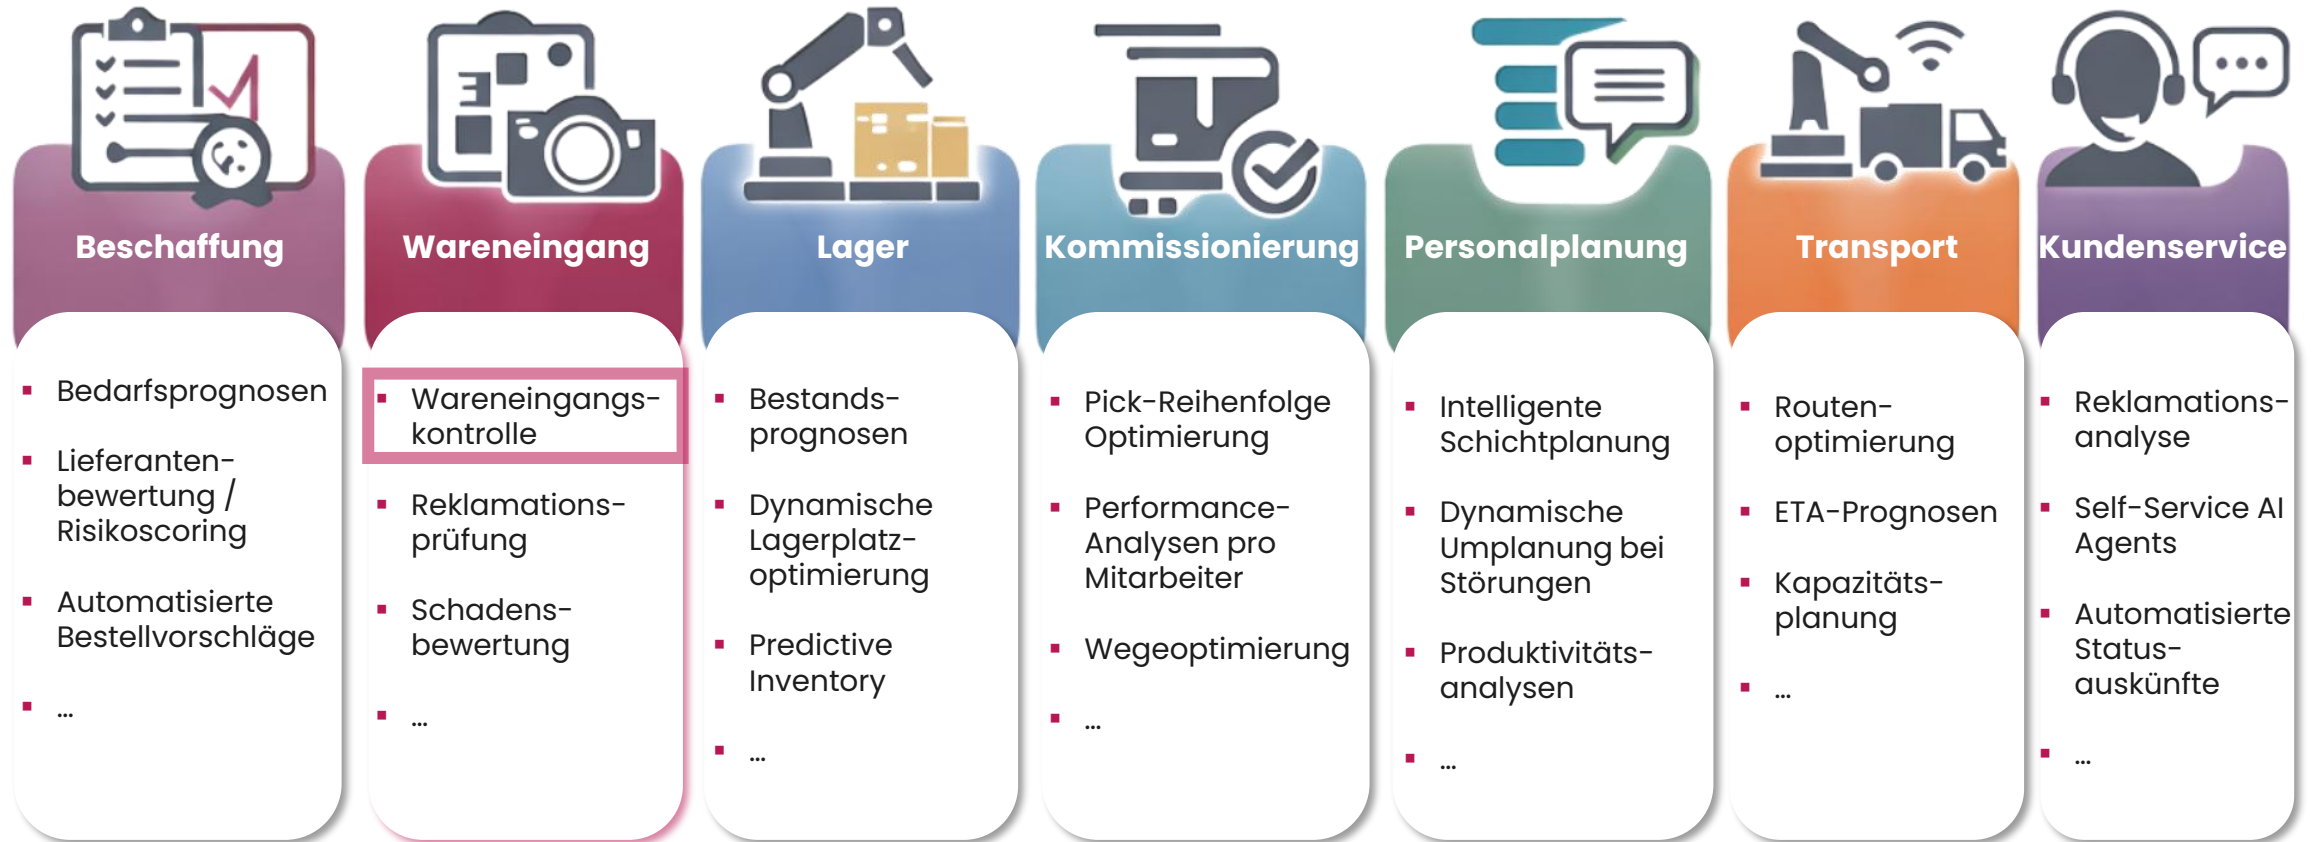 Beschaffung
Bedarfsprognosen
Lieferanten-
bewertung /
Risikoscoring
Automatisierte
Bestellvorschläge
...
Wareneingang
Wareneingangs-
kontrolle
Reklamations-
prüfung
Schadens-
bewertung
...
Lager
Bestands-
prognosen
Dynamische
Lagerplatz-
optimierung
Predictive
Inventory
...
Kommissionierung
Pick-Reihenfolge
Optimierung
Performance-
Analysen pro
Mitarbeiter
Wegeoptimierung
...
Personalplanung
Intelligente
Schichtplanung
Dynamische
Umplanung bei
Störungen
Produktivitäts-
analysen
...
Transport
Routen-
optimierung
ETA-Prognosen
Kapazitäts-
planung
...
Kundenservice
Reklamations-
analyse
Self-Service AI
Agents
Automatisierte
Status-
auskünfte
...